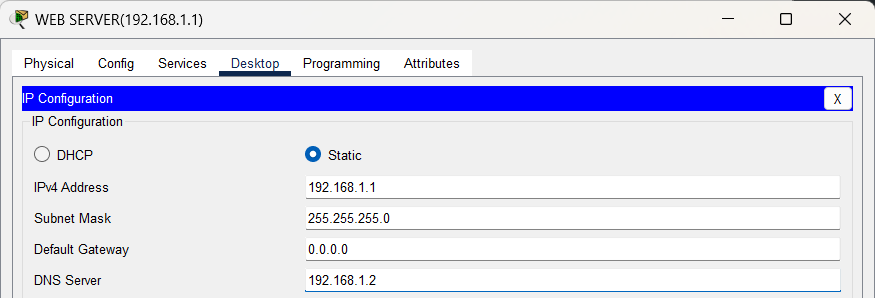 WEB SERVER(192.168.1.1)
Physical Config Services Desktop Programming Attributes
IP Configuration X
IP Configuration
DHCP Static
IPv4 Address 192.168.1.1
Subnet Mask 255.255.255.0
Default Gateway 0.0.0.0
DNS Server 192.168.1.2